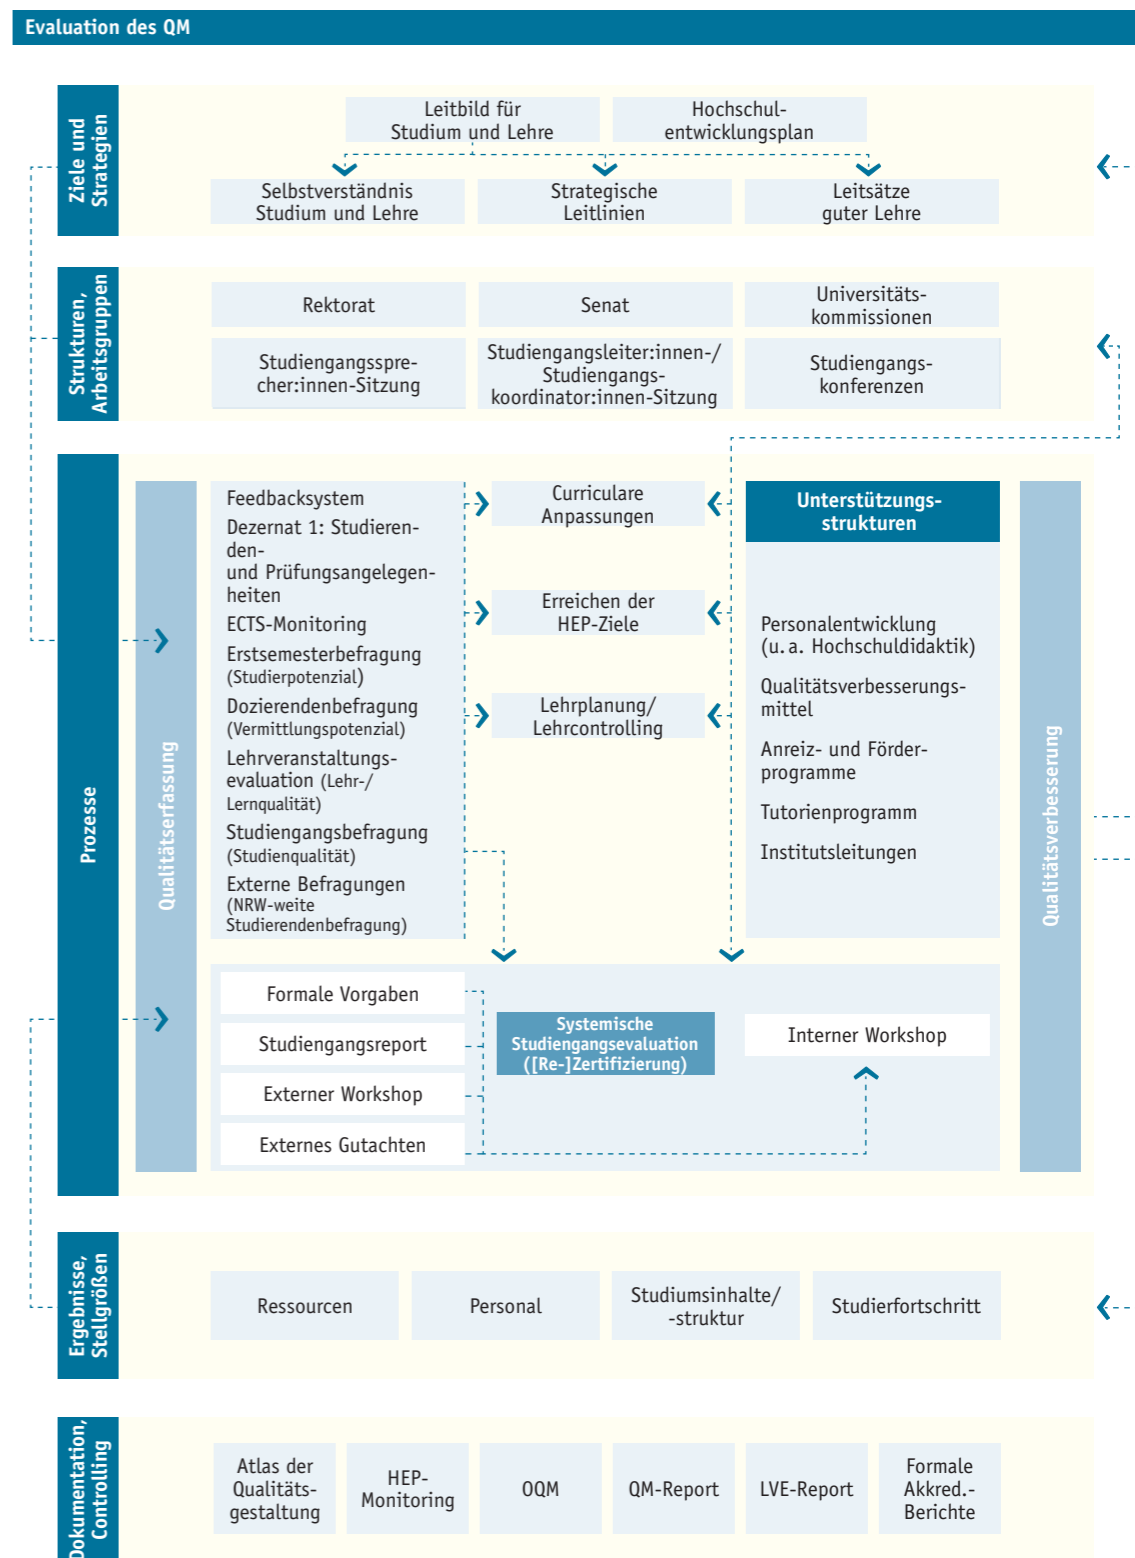 Evaluation des QM
Ziele und
Strategien
Leitbild für
Studium und Lehre
Hochschul-
entwicklungsplan
Selbstverständnis
Studium und Lehre
Strategische
Leitlinien
Leitsätze
guter Lehre
Strukturen,
Arbeitsgruppen
Rektorat
Senat
Universitäts-
kommissionen
Studiengangsspre-
cher:innen-Sitzung
Studiengangsleiter:innen-/
Studiengangs-
koordinator:innen-Sitzung
Studiengangs-
konferenzen
Prozesse
Qualitätserfassung
Feedbacksystem
Dezernat 1: Studieren-
den-
und Prüfungsangelegen-
heiten
ECTS-Monitoring
Erstsemesterbefragung
(Studierpotenzial)
Dozierendenbefragung
(Vermittlungspotenzial)
Lehrveranstaltungs-
evaluation (Lehr-/
Lernqualität)
Studiengangsbefragung
(Studienqualität)
Externe Befragungen
(NRW-weite
Studierendenbefragung)
Curriculare
Anpassungen
Erreichen der
HEP-Ziele
Lehrplanung/
Lehrcontrolling
Unterstützungs-
strukturen
Personalentwicklung
(u. a. Hochschuldidaktik)
Qualitätsverbesserungs-
mittel
Anreiz- und Förder-
programme
Tutorienprogramm
Institutsleitungen
Qualitätsverbesserung
Formale Vorgaben
Studiengangsreport
Externer Workshop
Externes Gutachten
Systemische
Studiengangsevaluation
([Re-]Zertifizierung)
Interner Workshop
Ergebnisse,
Stellgrößen
Ressourcen
Personal
Studiumsinhalte/
-struktur
Studierfortschritt
Dokumentation,
Controlling
Atlas der
Qualitäts-
gestaltung
HEP-
Monitoring
OQM
QM-Report
LVE-Report
Formale
Akkred.-
Berichte